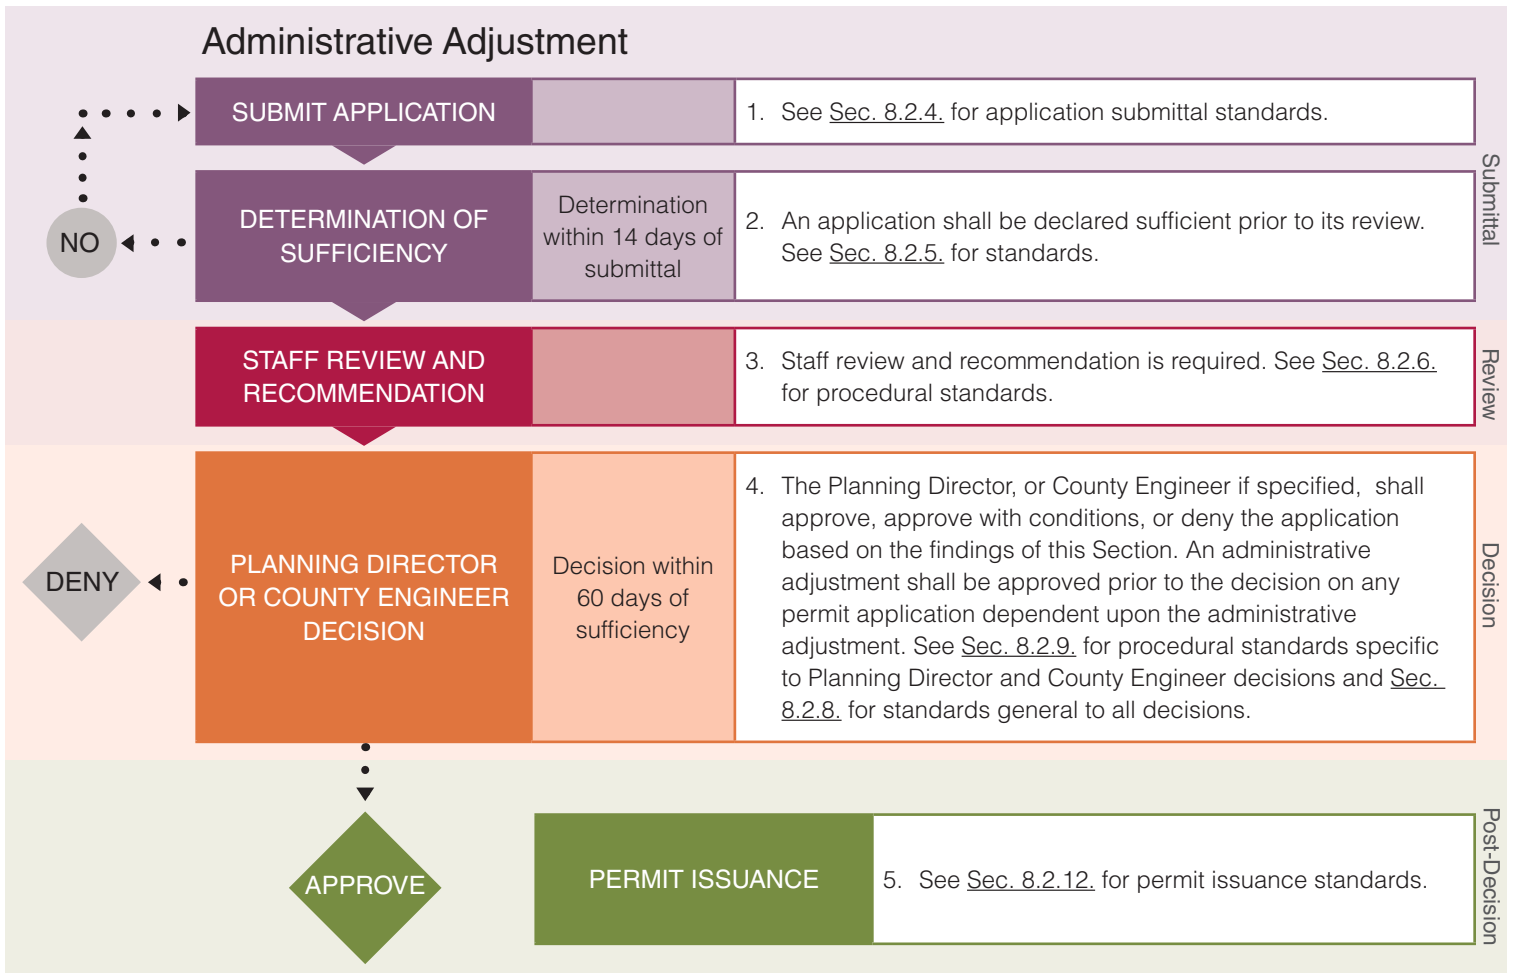 Administrative Adjustment
SUBMIT APPLICATION
1. See Sec. 8.2.4. for application submittal standards.
Submittal
NO
DETERMINATION OF
SUFFICIENCY
Determination
within 14 days of
submittal
2. An application shall be declared sufficient prior to its review.
See Sec. 8.2.5. for standards.
STAFF REVIEW AND
RECOMMENDATION
3. Staff review and recommendation is required. See Sec. 8.2.6.
for procedural standards.
Review
DENY
PLANNING DIRECTOR
OR COUNTY ENGINEER
DECISION
Decision within
60 days of
sufficiency
4. The Planning Director, or County Engineer if specified, shall
approve, approve with conditions, or deny the application
based on the findings of this Section. An administrative
adjustment shall be approved prior to the decision on any
permit application dependent upon the administrative
adjustment. See Sec. 8.2.9. for procedural standards specific
to Planning Director and County Engineer decisions and Sec.
8.2.8. for standards general to all decisions.
Decision
APPROVE
PERMIT ISSUANCE
5. See Sec. 8.2.12. for permit issuance standards.
Post-Decision